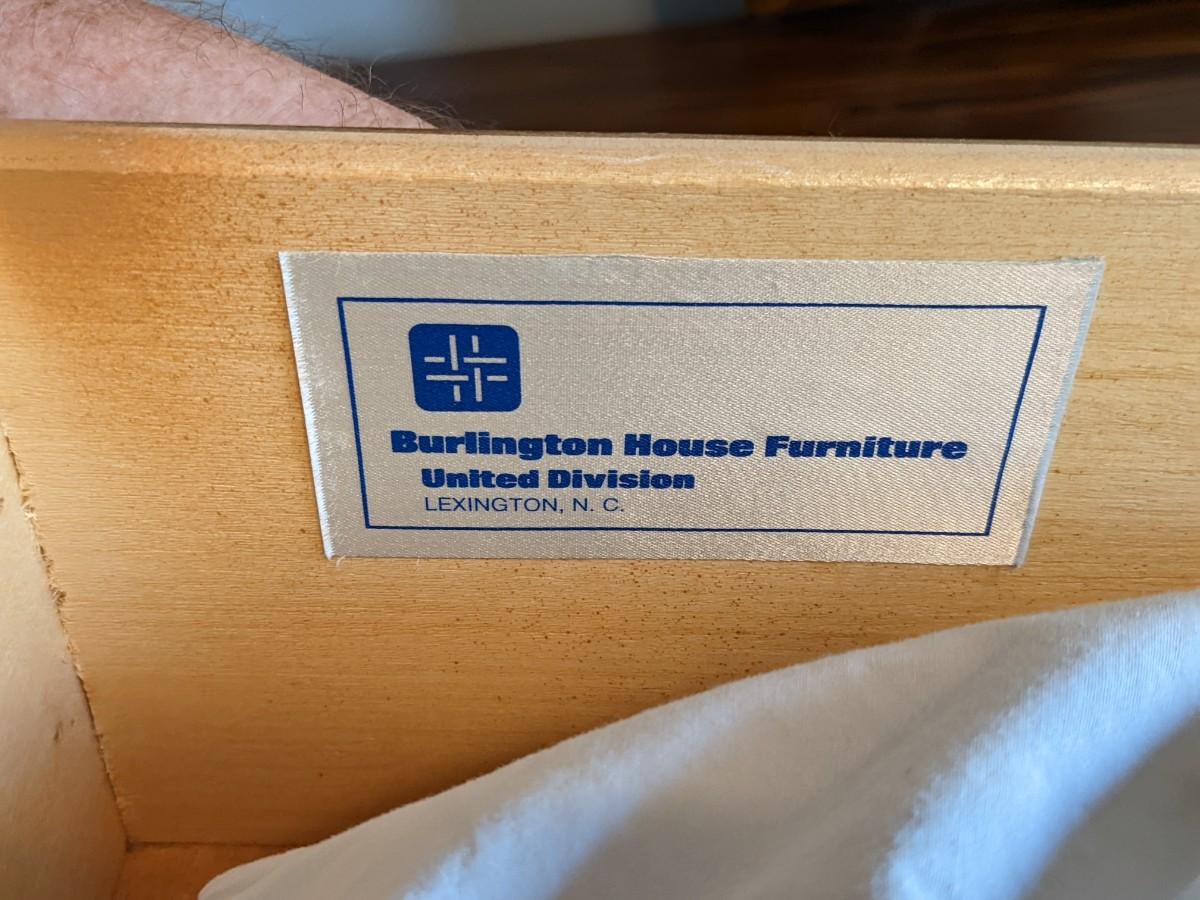 Burlington House Furniture
United Division
LEXINGTON, N. C.